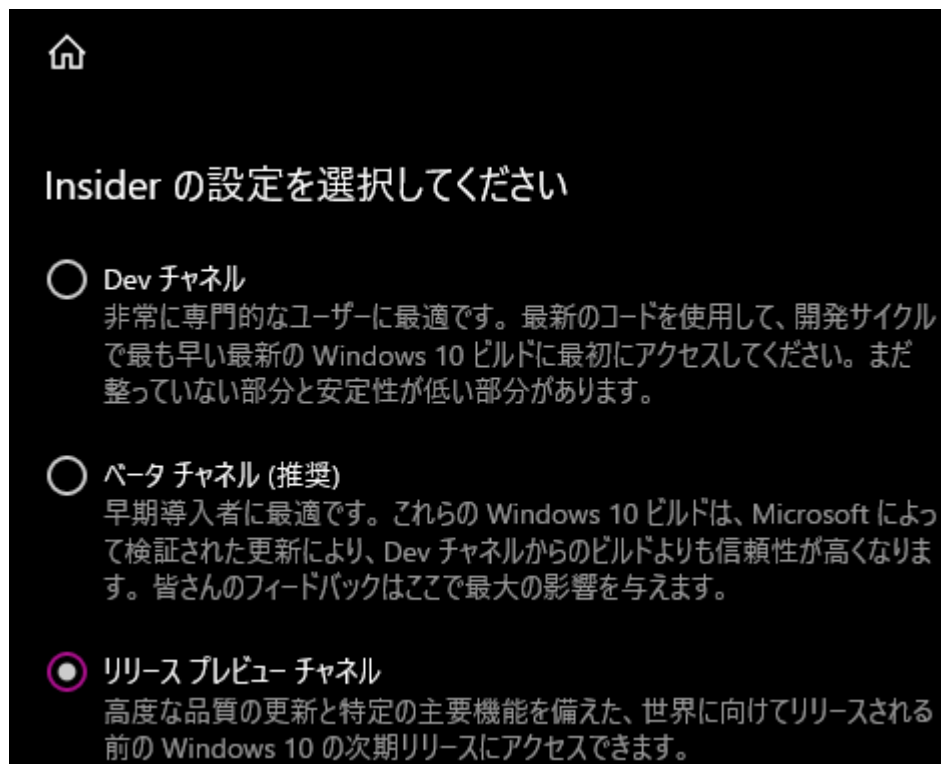 Insider の設定を選択してください
Dev チャネル
非常に専門的なユーザーに最適です。最新のコードを使用して、開発サイクル
で最も早い最新の Windows 10 ビルドに最初にアクセスしてください。まだ
整っていない部分と安定性が低い部分があります。
ベータ チャネル (推奨)
早期導入者に最適です。これらの Windows 10 ビルドは、Microsoft によっ
て検証された更新により、Dev チャネルからのビルドよりも信頼性が高くなりま
す。皆さんのフィードバックはここで最大の影響を与えます。
リリース プレビュー チャネル
高度な品質の更新と特定の主要機能を備えた、世界に向けてリリースされる
前の Windows 10 の次期リリースにアクセスできます。